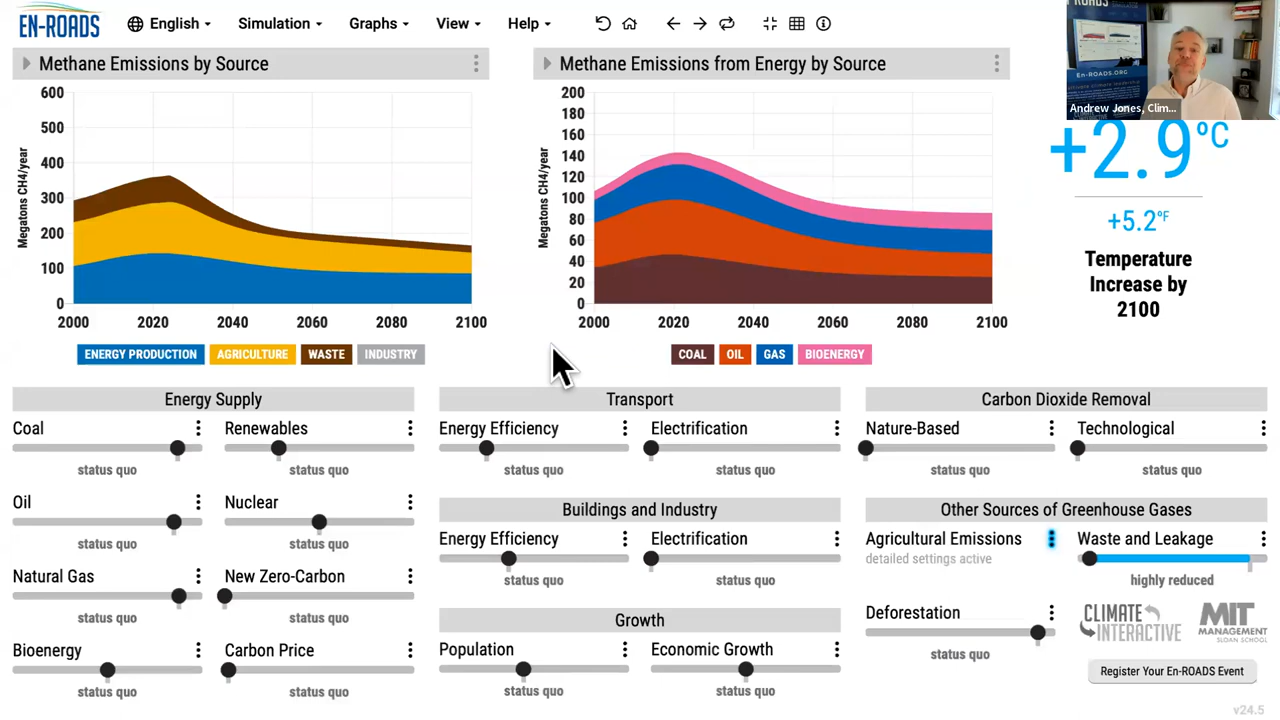 EN-ROADS
English
Simulation
Graphs
View
Help
En-ROADS.ORG
Andrew Jones, Clim...
Methane Emissions by Source
600
500
400
300
200
100
0
Megatons CH4/year
2000 2020 2040 2060 2080 2100
ENERGY PRODUCTION AGRICULTURE WASTE INDUSTRY
Methane Emissions from Energy by Source
200
180
160
140
120
100
80
60
40
20
0
Megatons CH4/year
2000 2020 2040 2060 2080 2100
COAL OIL GAS BIOENERGY
+2.9°C
+5.2°F
Temperature
Increase by
2100
Energy Supply
Coal
status quo
Renewables
status quo
Oil
status quo
Nuclear
status quo
Natural Gas
status quo
New Zero-Carbon
status quo
Bioenergy
status quo
Carbon Price
status quo
Transport
Energy Efficiency
status quo
Electrification
status quo
Buildings and Industry
Energy Efficiency
status quo
Electrification
status quo
Growth
Population
status quo
Economic Growth
status quo
Carbon Dioxide Removal
Nature-Based
status quo
Technological
status quo
Other Sources of Greenhouse Gases
Agricultural Emissions
detailed settings active
Waste and Leakage
highly reduced
Deforestation
status quo
CLIMATE
INTERACTIVE
MIT
MANAGEMENT
SLOAN SCHOOL
Register Your En-ROADS Event
v24.5